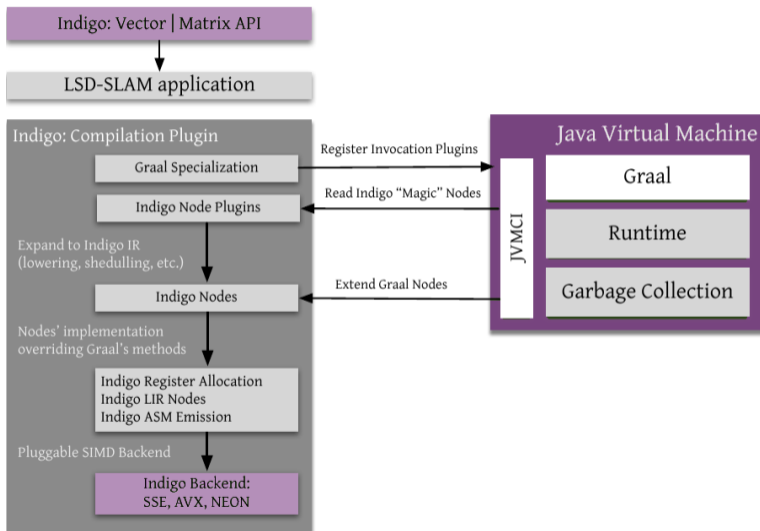 Indigo: Vector | Matrix API
LSD-SLAM application
Indigo: Compilation Plugin
Graal Specialization
Indigo Node Plugins
Expand to Indigo IR
(lowering, shedulling, etc.)
Indigo Nodes
Nodes' implementation
overriding Graal's methods
Indigo Register Allocation
Indigo LIR Nodes
Indigo ASM Emission
Pluggable SIMD Backend
Indigo Backend:
SSE, AVX, NEON
Register Invocation Plugins
Read Indigo “Magic” Nodes
Extend Graal Nodes
Java Virtual Machine
JVMCI
Graal
Runtime
Garbage Collection